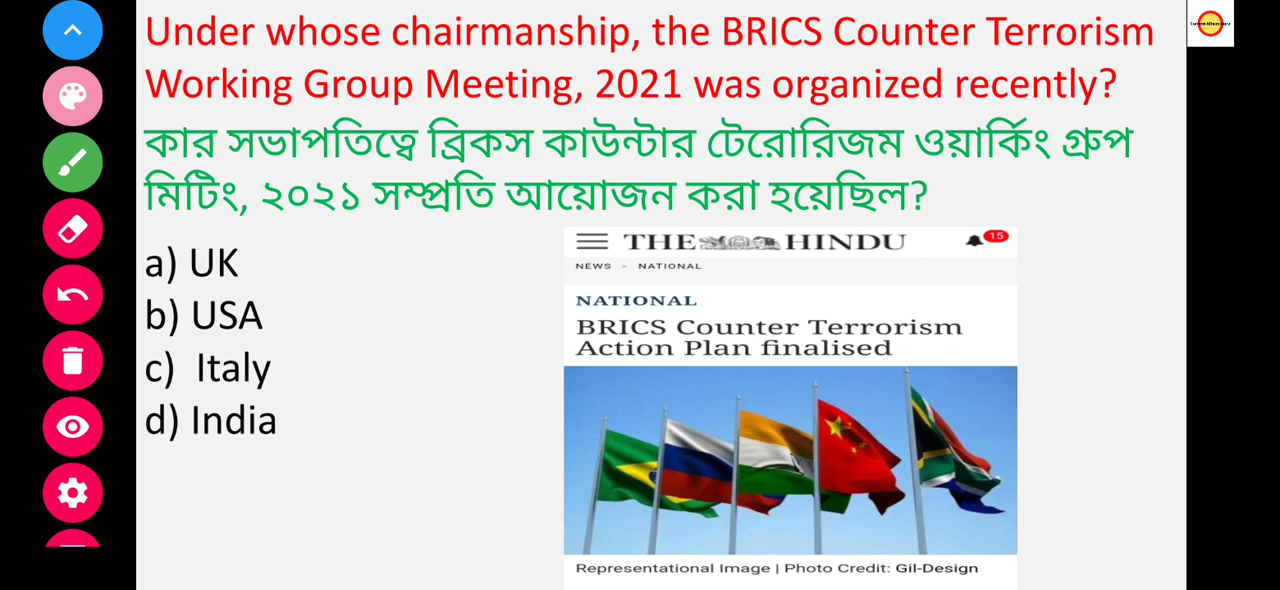 Under whose chairmanship, the BRICS Counter Terrorism
Working Group Meeting, 2021 was organized recently?
কার সভাপতিত্বে ব্রিকস কাউন্টার টেরোরিজম ওয়ার্কিং গ্রুপ
মিটিং, ২০২১ সম্প্রতি আয়োজন করা হয়েছিল?
a) UK
b) USA
c) Italy
d) India
THE HINDU
15
NEWS > NATIONAL
NATIONAL
BRICS Counter Terrorism
Action Plan finalised
Representational Image | Photo Credit: Gil-Design